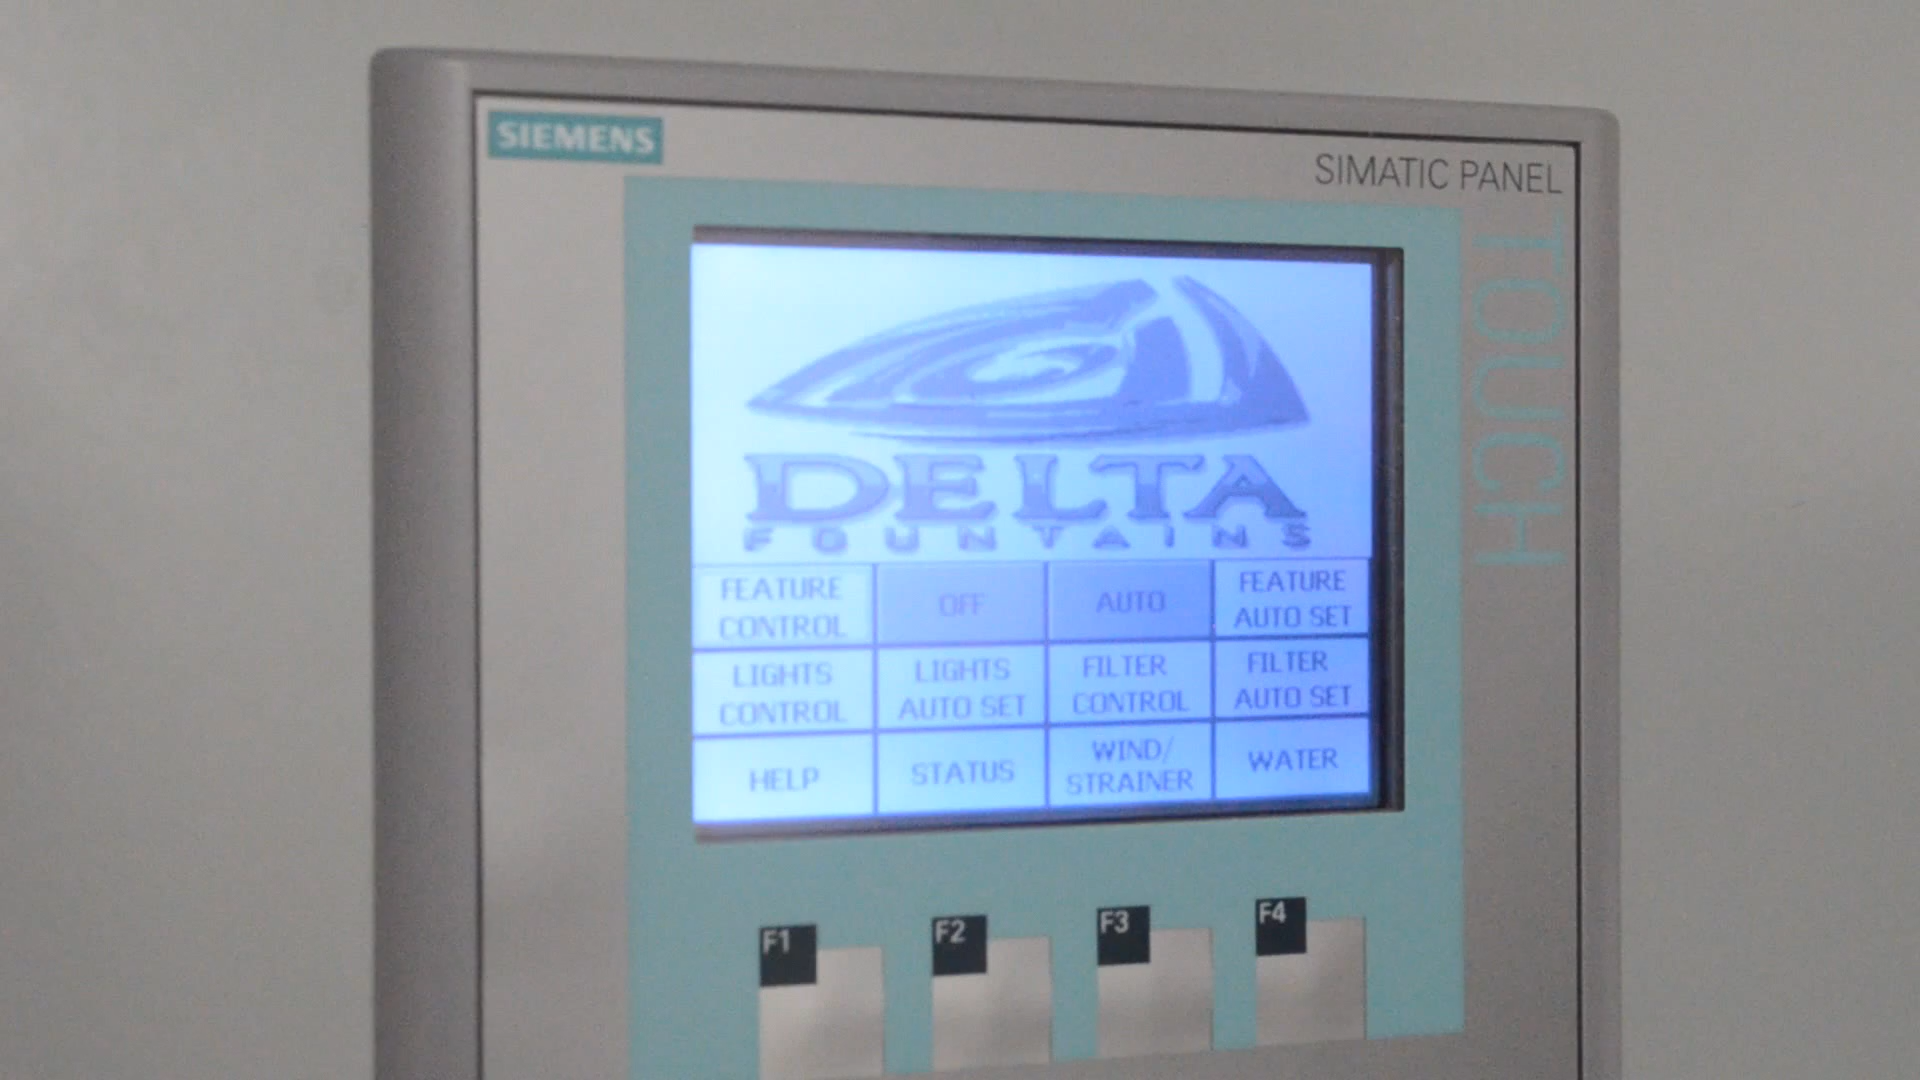 SIEMENS
SIMATIC PANEL
TOUCH
DELTA
FOUNTAINS
FEATURE
CONTROL
OFF
AUTO
FEATURE
AUTO SET
LIGHTS
CONTROL
LIGHTS
AUTO SET
FILTER
CONTROL
FILTER
AUTO SET
HELP
STATUS
WIND/
STRAINER
WATER
F1
F2
F3
F4